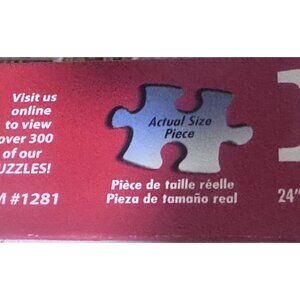 Visit us
online
to view
over 300
of our
PUZZLES!
#1281
Actual Size
Piece
Pièce de taille réelle
Pieza de tamaño real
24"